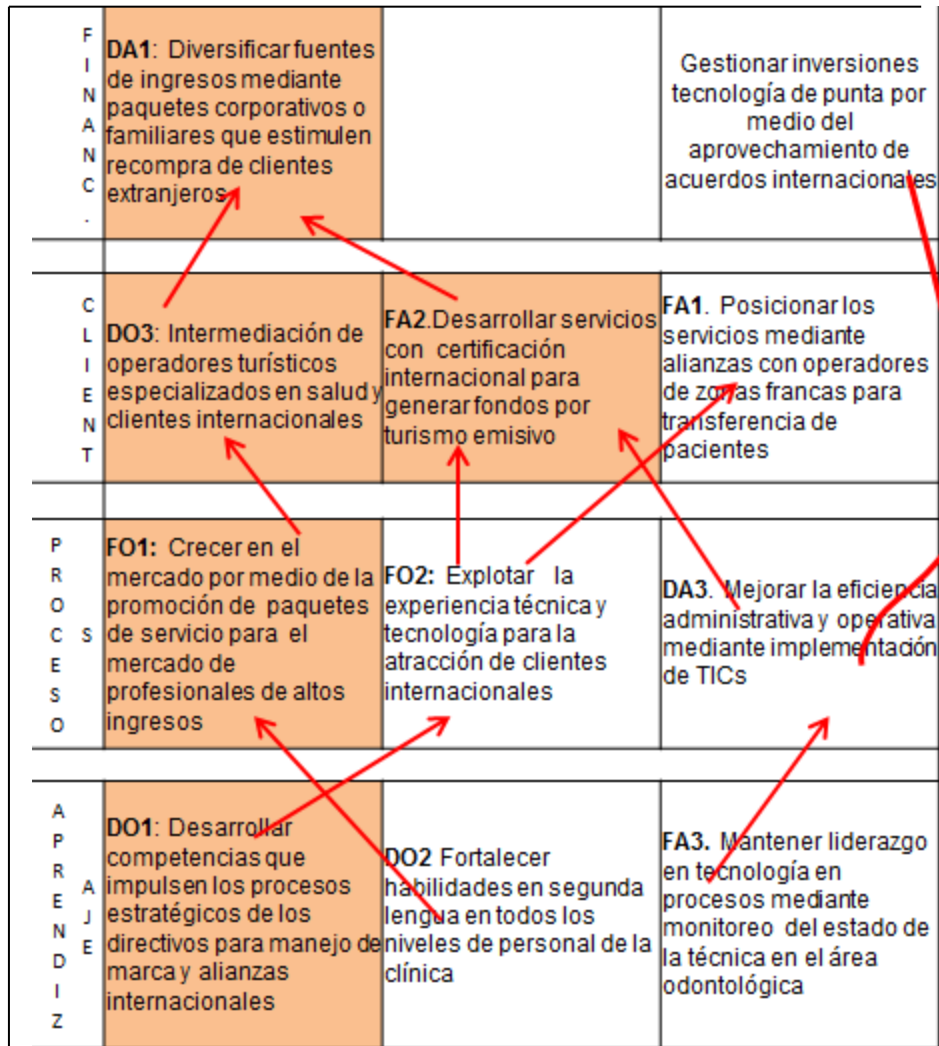 FINANC.
DA1: Diversificar fuentes
de ingresos mediante
paquetes corporativos o
familiares que estimulen
recompra de clientes
extranjeros
Gestionar inversiones
tecnología de punta por
medio del
aprovechamiento de
acuerdos internacionales
CLIENT
DO3: Intermediación de
operadores turísticos
especializados en salud y
clientes internacionales
FA2.Desarrollar servicios
con certificación
internacional para
generar fondos por
turismo emisivo
FA1. Posicionar los
servicios mediante
alianzas con operadores
de zonas francas para
transferencia de
pacientes
PROCESO
S
FO1: Crecer en el
mercado por medio de la
promoción de paquetes
de servicio para el
mercado de
profesionales de altos
ingresos
FO2: Explotar la
experiencia técnica y
tecnología para la
atracción de clientes
internacionales
DA3. Mejorar la eficiencia
administrativa y operativa
mediante implementación
de TICs
APRENDIZ
AJE
DO1: Desarrollar
competencias que
impulsen los procesos
estratégicos de los
directivos para manejo de
marca y alianzas
internacionales
DO2 Fortalecer
habilidades en segunda
lengua en todos los
niveles de personal de la
clínica
FA3. Mantener liderazgo
en tecnología en
procesos mediante
monitoreo del estado de
la técnica en el área
odontológica